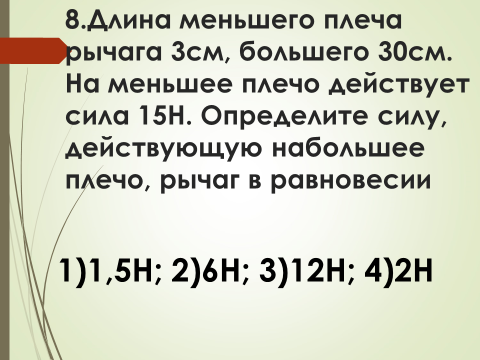 8.Длина меньшего плеча
рычага 3см, большего 30см.
На меньшее плечо действует
сила 15Н. Определите силу,
действующую набольшее
плечо, рычаг в равновесии
1)1,5Н; 2)6Н; 3)12Н; 4)2Н